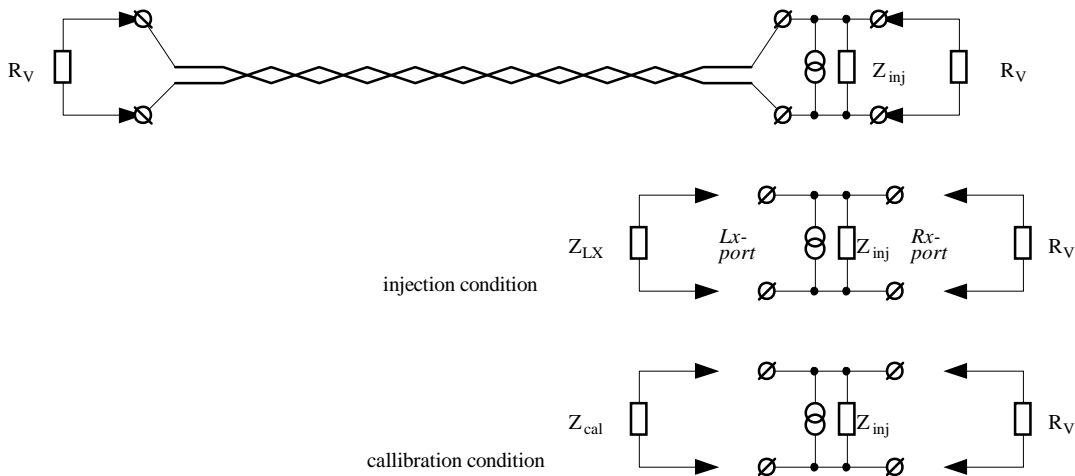 R_V Z_inj R_V
Z_LX Lx-port Z_inj Rx-port R_V
injection condition
Z_cal Z_inj R_V
callibration condition